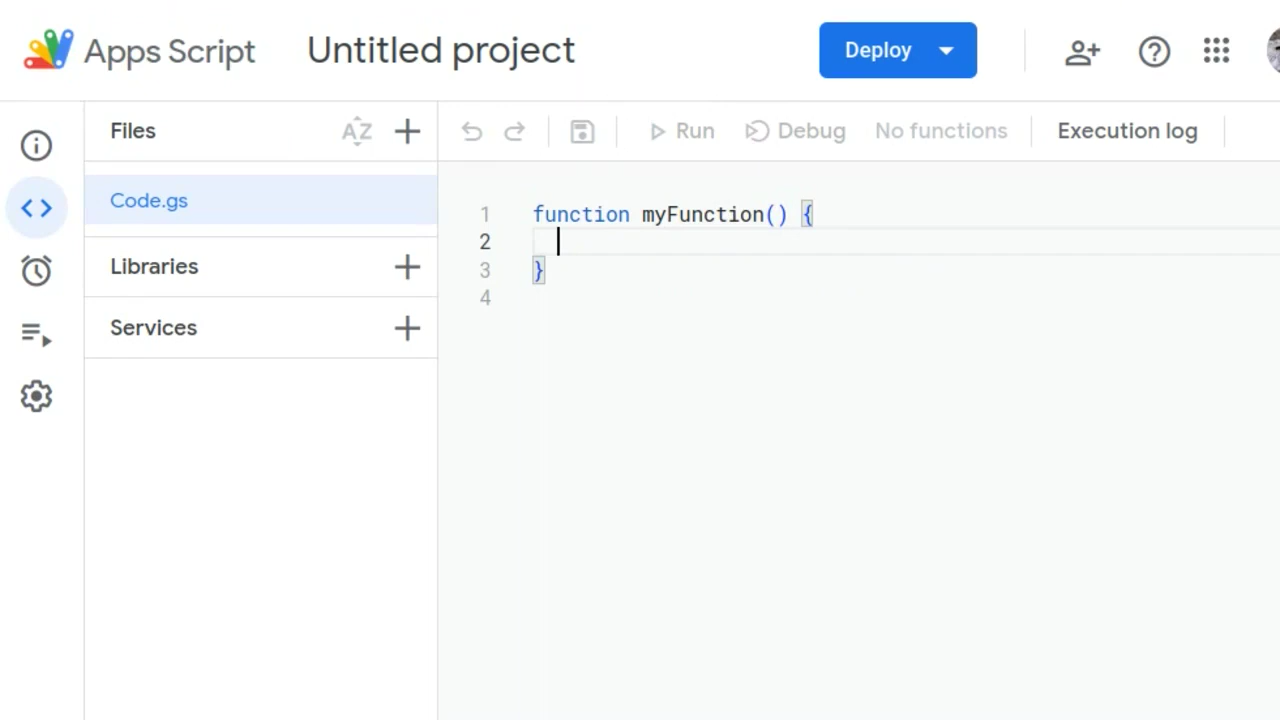 Apps Script Untitled project Deploy
Files AZ Run Debug No functions Execution log
Code.gs
1 function myFunction() {
2
3 }
4
Libraries
Services